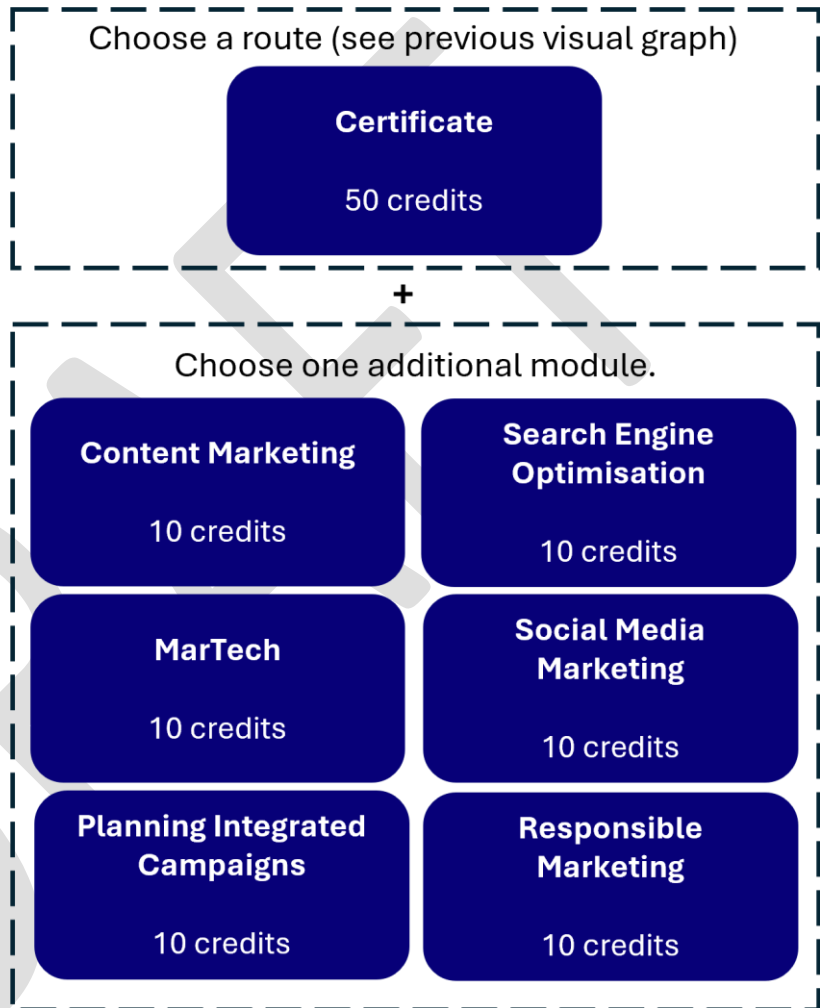 Choose a route (see previous visual graph)
Certificate
50 credits
+
Choose one additional module.
Content Marketing
10 credits
Search Engine
Optimisation
10 credits
MarTech
10 credits
Social Media
Marketing
10 credits
Planning Integrated
Campaigns
10 credits
Responsible
Marketing
10 credits